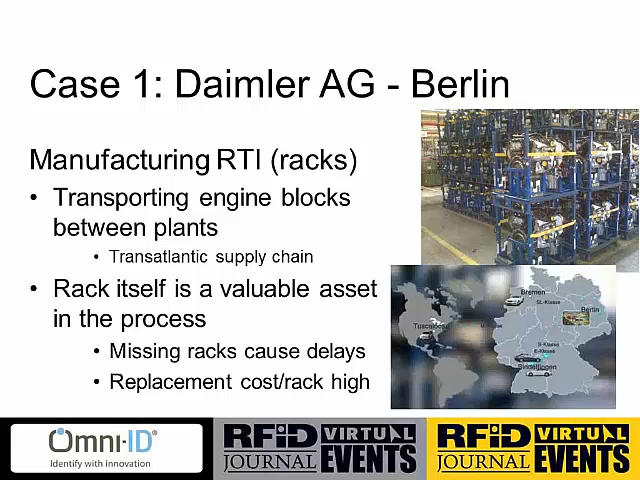 Case 1: Daimler AG - Berlin
Manufacturing RTI (racks)
• Transporting engine blocks
between plants
• Transatlantic supply chain
• Rack itself is a valuable asset
in the process
• Missing racks cause delays
• Replacement cost/rack high
Bremen
SL-Klasse
Berlin
Tuscaloosa
S-Klasse
E-Klasse
Sindelfingen
Omni-ID®
Identify with innovation
RFiD VIRTUAL
JOURNAL EVENTS
RFiD VIRTUAL
JOURNAL EVENTS